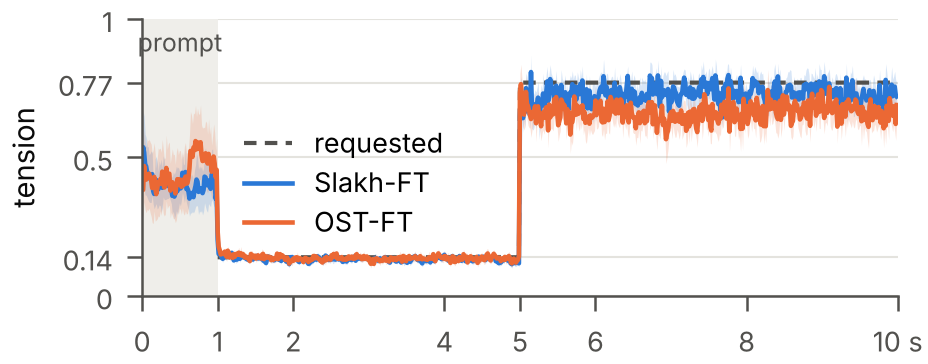 1
prompt
0.77
tension
requested
0.5
Slakh-FT
OST-FT
0.14
0
0 1 2 4 5 6 8 10 s